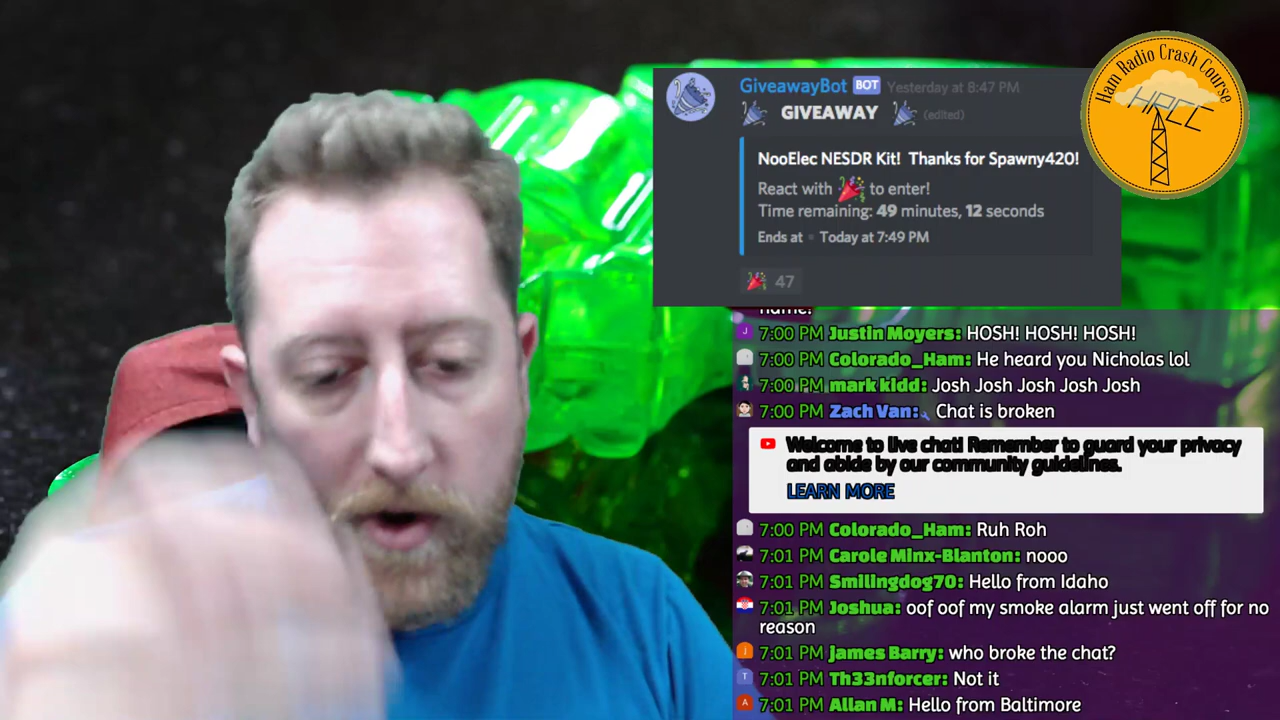 Ham Radio Crash Course
HRCC
GiveawayBot BOT Yesterday at 8:47 PM
GIVEAWAY (edited)
NooElec NESDR Kit! Thanks for Spawny420!
React with to enter!
Time remaining: 49 minutes, 12 seconds
Ends at • Today at 7:49 PM
47
name!
J 7:00 PM Justin Moyers: HOSH! HOSH! HOSH!
7:00 PM Colorado_Ham: He heard you Nicholas lol
7:00 PM mark kidd: Josh Josh Josh Josh Josh
7:00 PM Zach Van: Chat is broken
Welcome to live chat! Remember to guard your privacy
and abide by our community guidelines.
LEARN MORE
7:00 PM Colorado_Ham: Ruh Roh
7:01 PM Carole Minx-Blanton: nooo
7:01 PM Smilingdog70: Hello from Idaho
7:01 PM Joshua: oof oof my smoke alarm just went off for no
reason
j 7:01 PM james Barry: who broke the chat?
T 7:01 PM Th33nforcer: Not it
A 7:01 PM Allan M: Hello from Baltimore